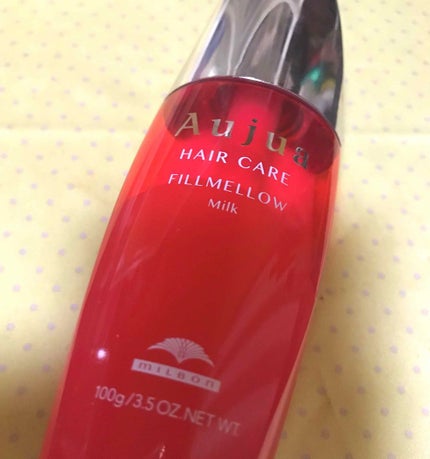 Aujua
HAIR CARE
FILLMELLOW
Milk
MILBON
100g/3.5 OZ.NET WT.